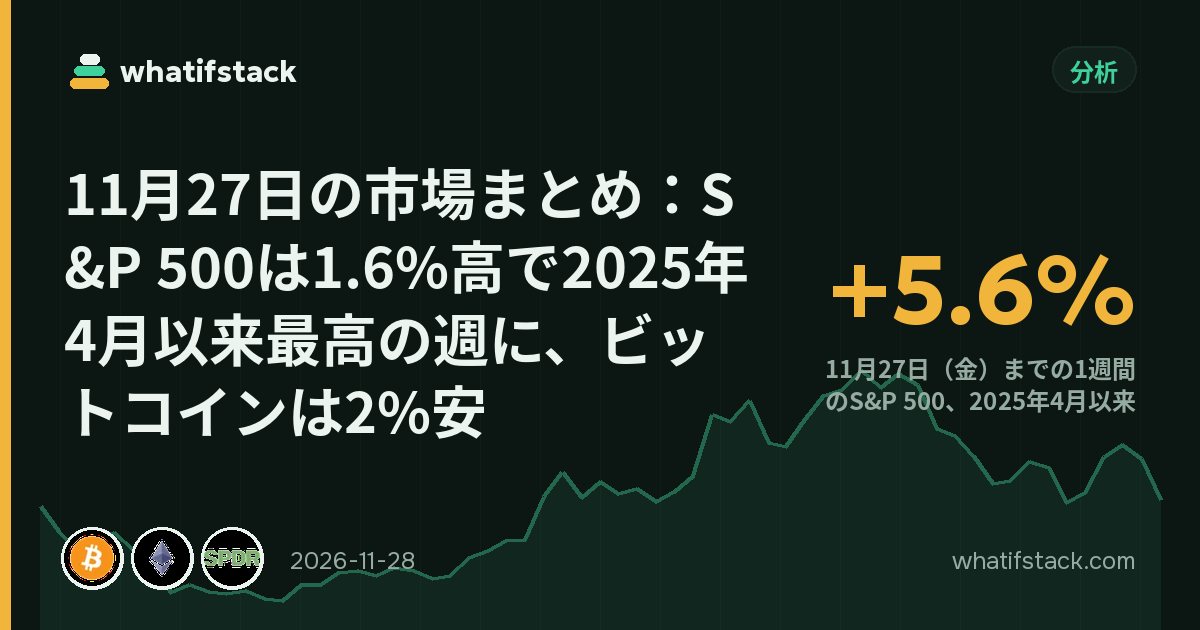 whatifstack
分析
11月27日の市場まとめ：S
&P 500は1.6%高で2025年
4月以来最高の週に、ビッ
トコインは2%安
+5.6%
11月27日（金）までの1週間
のS&P 500、2025年4月以来
SPDR
2026-11-28
whatifstack.com